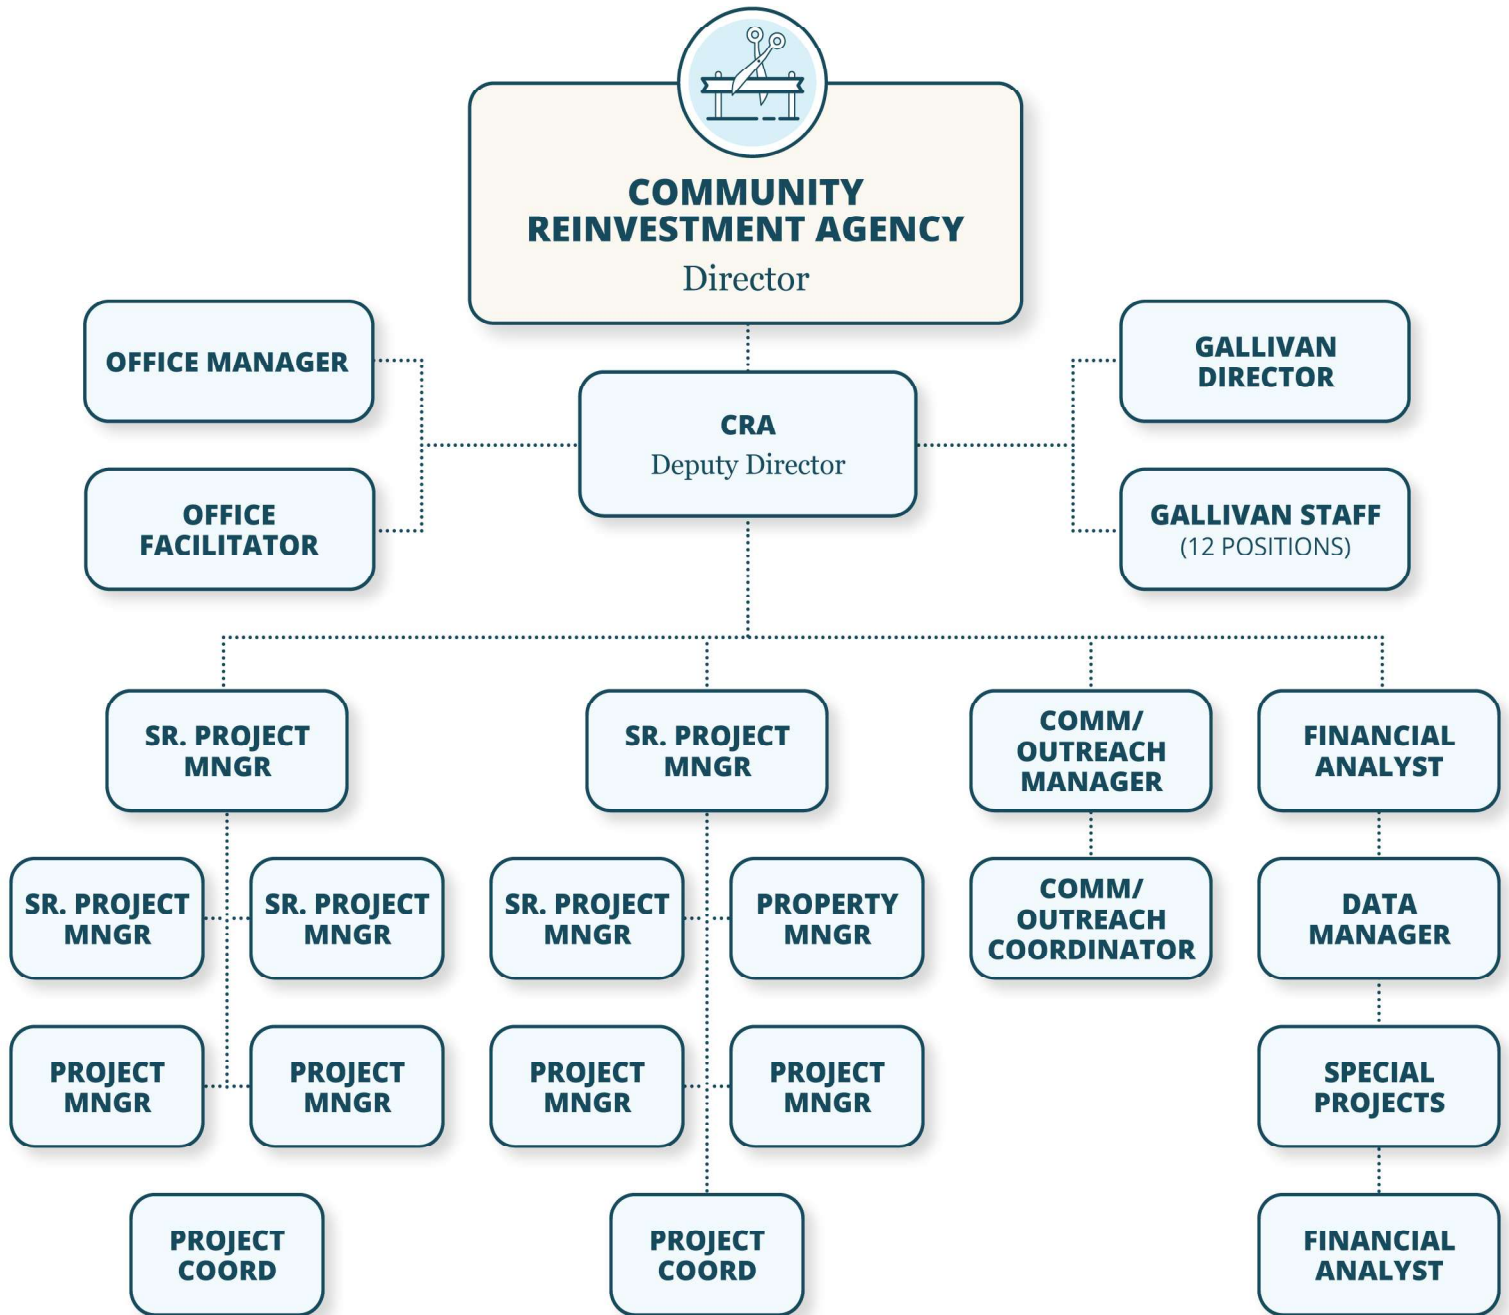 COMMUNITY
REINVESTMENT AGENCY
Director
OFFICE MANAGER
GALLIVAN
DIRECTOR
CRA
Deputy Director
OFFICE
FACILITATOR
GALLIVAN STAFF
(12 POSITIONS)
SR. PROJECT
MNGR
SR. PROJECT
MNGR
COMM/
OUTREACH
MANAGER
FINANCIAL
ANALYST
SR. PROJECT
MNGR
SR. PROJECT
MNGR
SR. PROJECT
MNGR
PROPERTY
MNGR
COMM/
OUTREACH
COORDINATOR
DATA
MANAGER
PROJECT
MNGR
PROJECT
MNGR
PROJECT
MNGR
PROJECT
MNGR
SPECIAL
PROJECTS
PROJECT
COORD
PROJECT
COORD
FINANCIAL
ANALYST